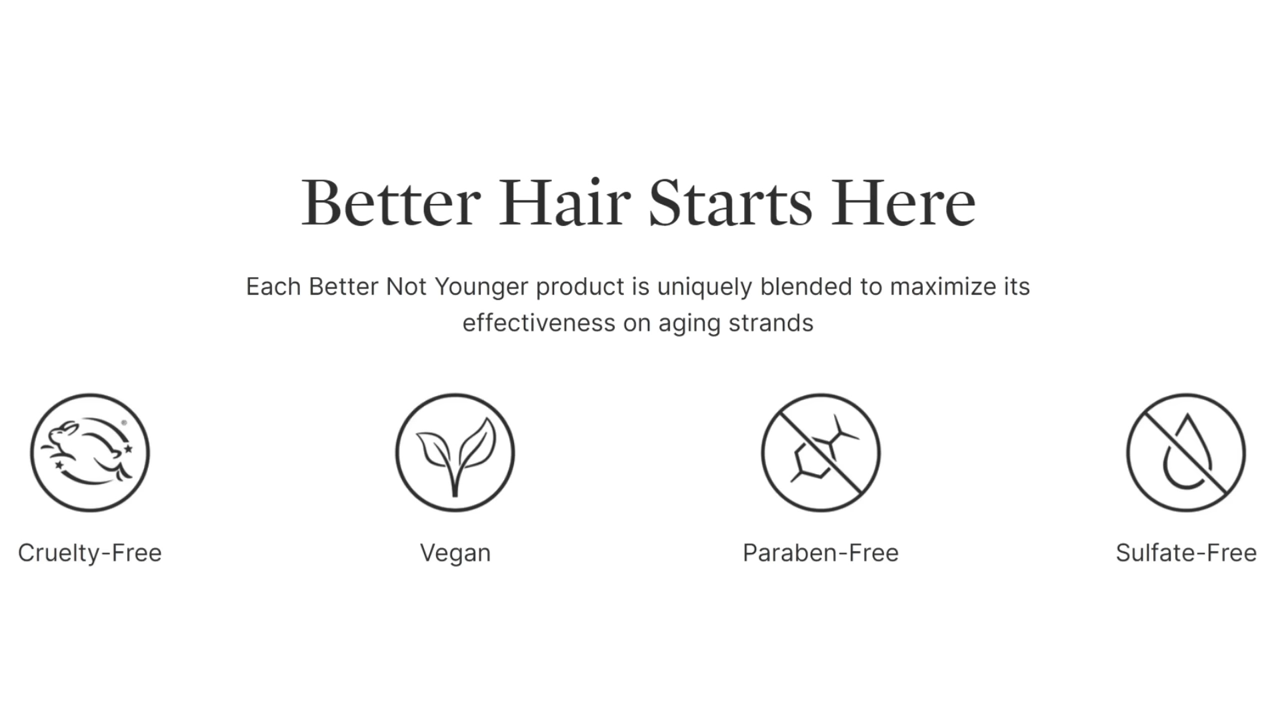 Better Hair Starts Here
Each Better Not Younger product is uniquely blended to maximize its
effectiveness on aging strands
®
Cruelty-Free
Vegan
Paraben-Free
Sulfate-Free